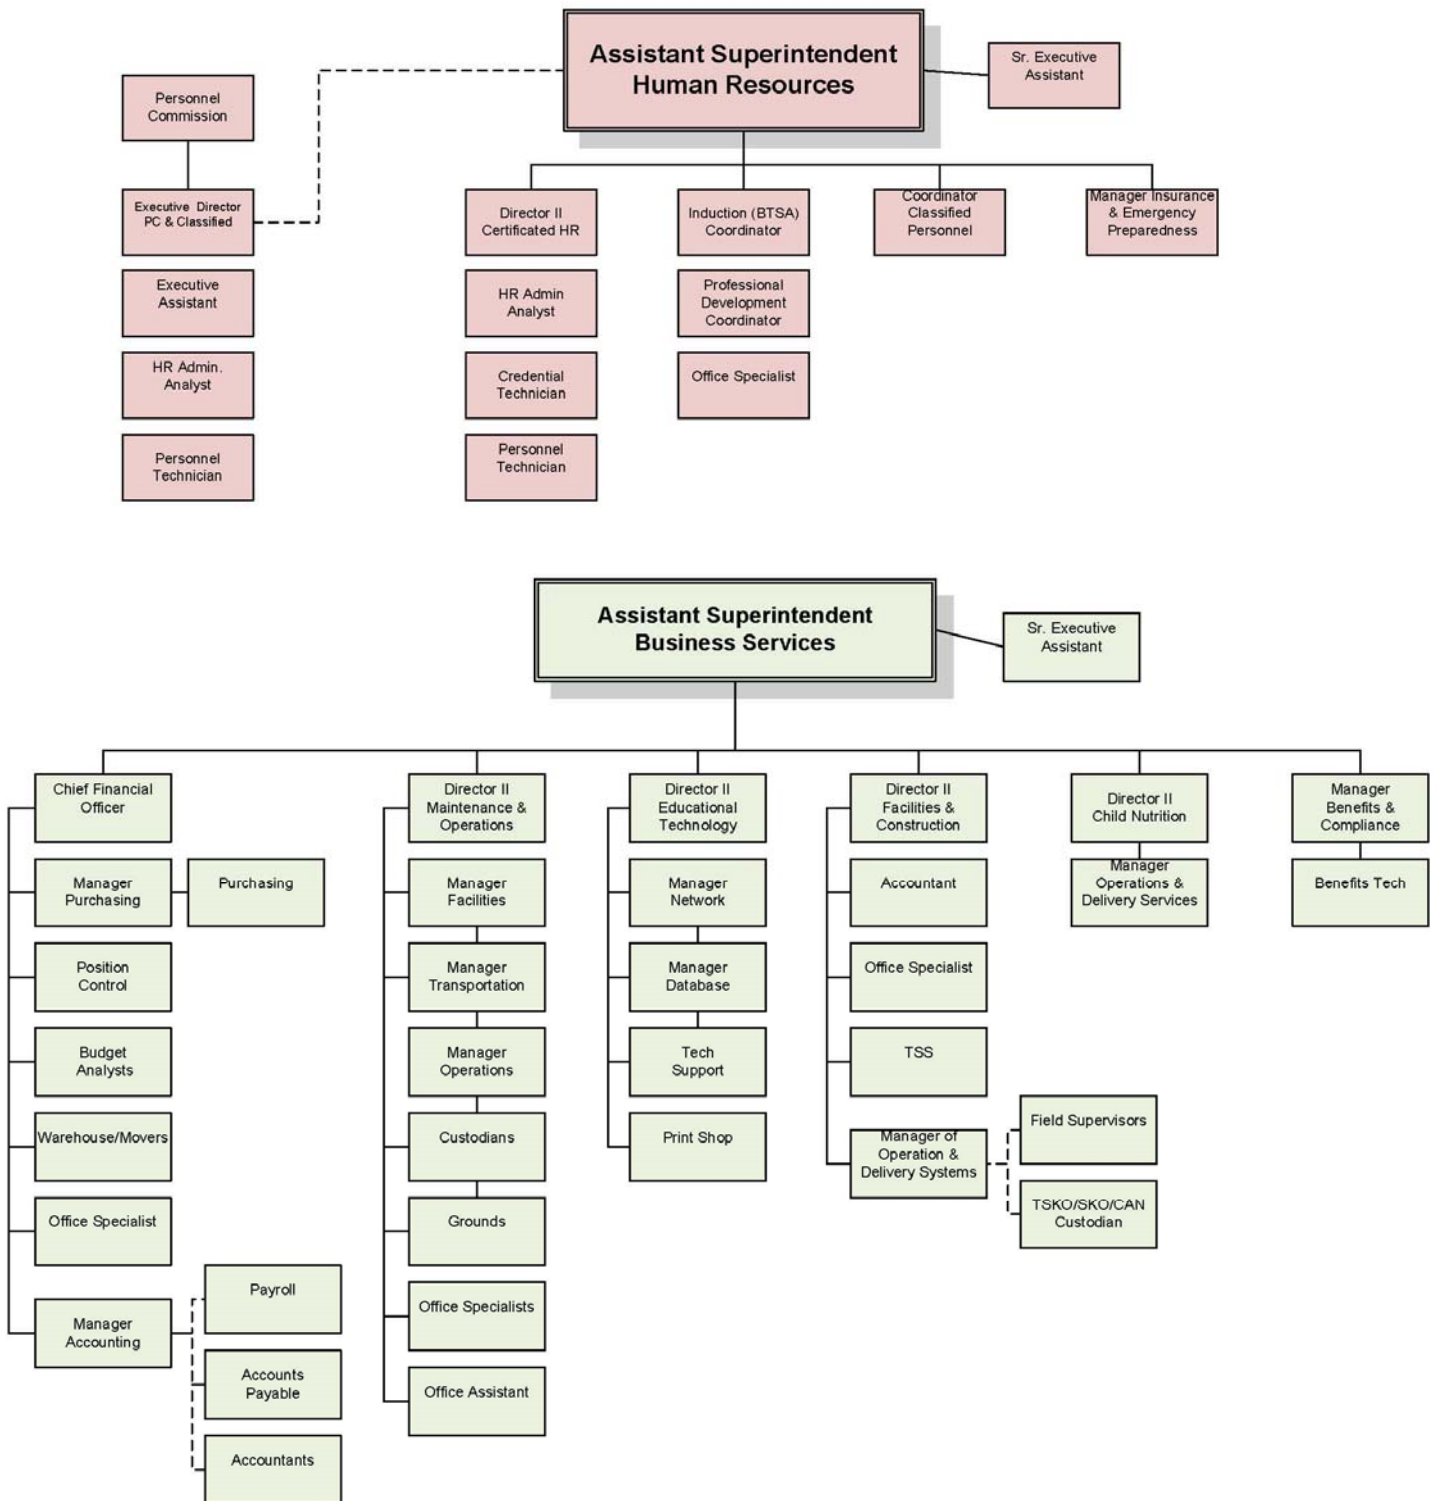 Assistant Superintendent
Human Resources
Sr. Executive
Assistant
Personnel
Commission
Executive Director
PC & Classified
Executive
Assistant
HR Admin.
Analyst
Personnel
Technician
Director II
Certificated HR
HR Admin
Analyst
Credential
Technician
Personnel
Technician
Induction (BTSA)
Coordinator
Professional
Development
Coordinator
Office Specialist
Coordinator
Classified
Personnel
Manager Insurance
& Emergency
Preparedness
Assistant Superintendent
Business Services
Sr. Executive
Assistant
Chief Financial
Officer
Manager
Purchasing
Purchasing
Position
Control
Budget
Analysts
Warehouse/Movers
Office Specialist
Manager
Accounting
Payroll
Accounts
Payable
Accountants
Director II
Maintenance &
Operations
Manager
Facilities
Manager
Transportation
Manager
Operations
Custodians
Grounds
Office Specialists
Office Assistant
Director II
Educational
Technology
Manager
Network
Manager
Database
Tech
Support
Print Shop
Director II
Facilities &
Construction
Accountant
Office Specialist
TSS
Manager of
Operation &
Delivery Systems
Field Supervisors
TSKO/SKO/CAN
Custodian
Director II
Child Nutrition
Manager
Operations &
Delivery Services
Manager
Benefits &
Compliance
Benefits Tech